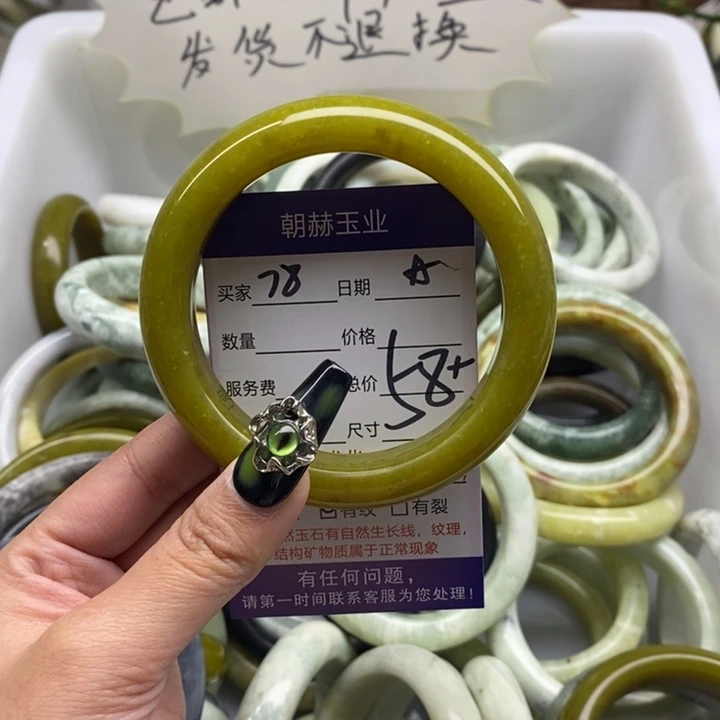 发货不退换
朝赫玉业
买家 78 日期
数量 价格
服务费 总价 58+
尺寸
有纹 有裂
然玉石有自然生长线,纹理,
结构矿物质属于正常现象
有任何问题,
请第一时间联系客服为您处理!